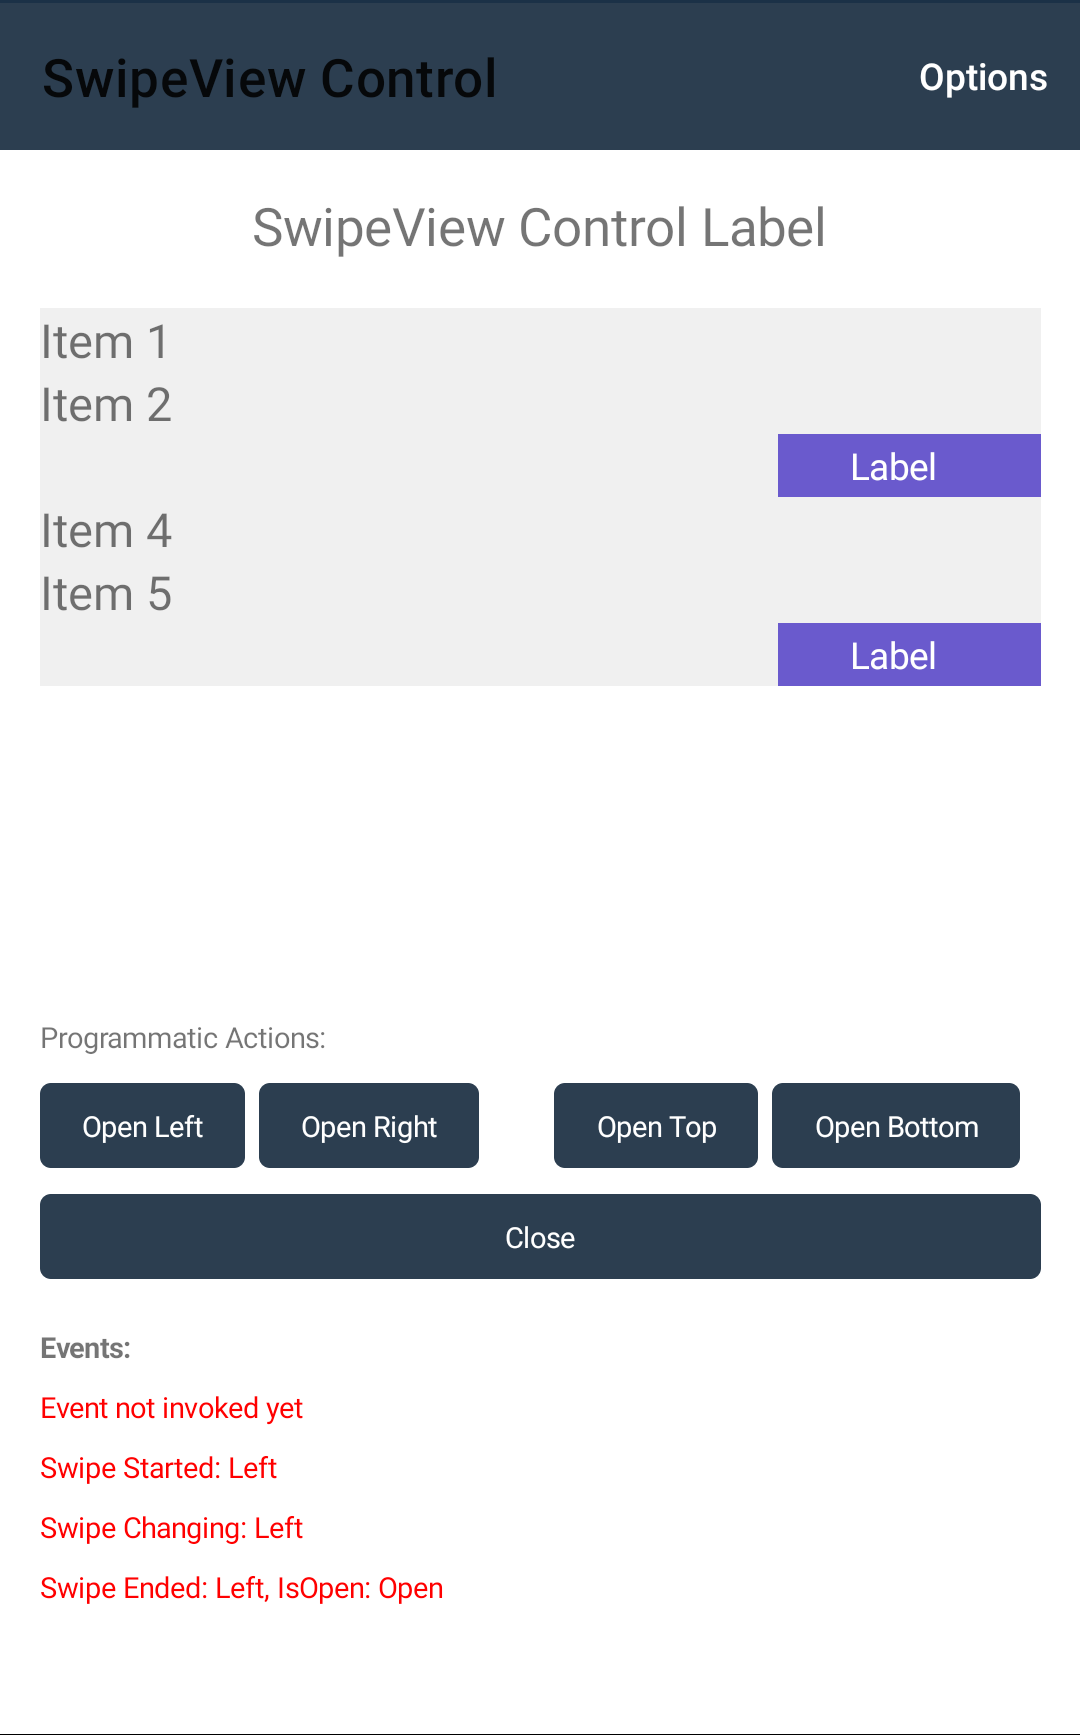 SwipeView Control
Options
SwipeView Control Label
Item 1
Item 2
Label
Item 4
Item 5
Label
Programmatic Actions:
Open Left
Open Right
Open Top
Open Bottom
Close
Events:
Event not invoked yet
Swipe Started: Left
Swipe Changing: Left
Swipe Ended: Left, IsOpen: Open